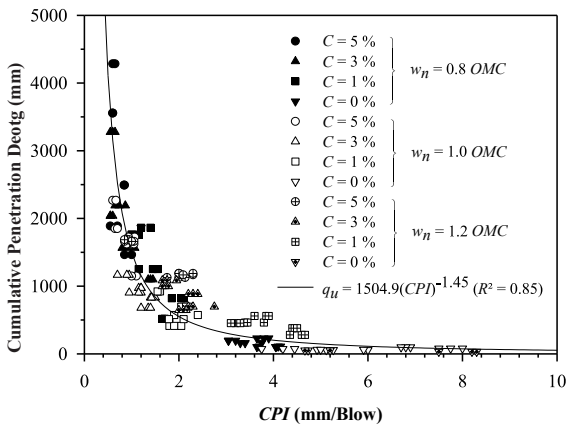 5000
4000
3000
2000
1000
0
Cumulative Penetration Deotg (mm)
C = 5 %
C = 3 %
C = 1 %
C = 0 %
wn = 0.8 OMC
C = 5 %
C = 3 %
C = 1 %
C = 0 %
wn = 1.0 OMC
C = 5 %
C = 3 %
C = 1 %
C = 0 %
wn = 1.2 OMC
qu = 1504.9(CPI)-1.45 (R² = 0.85)
0 2 4 6 8 10
CPI (mm/Blow)